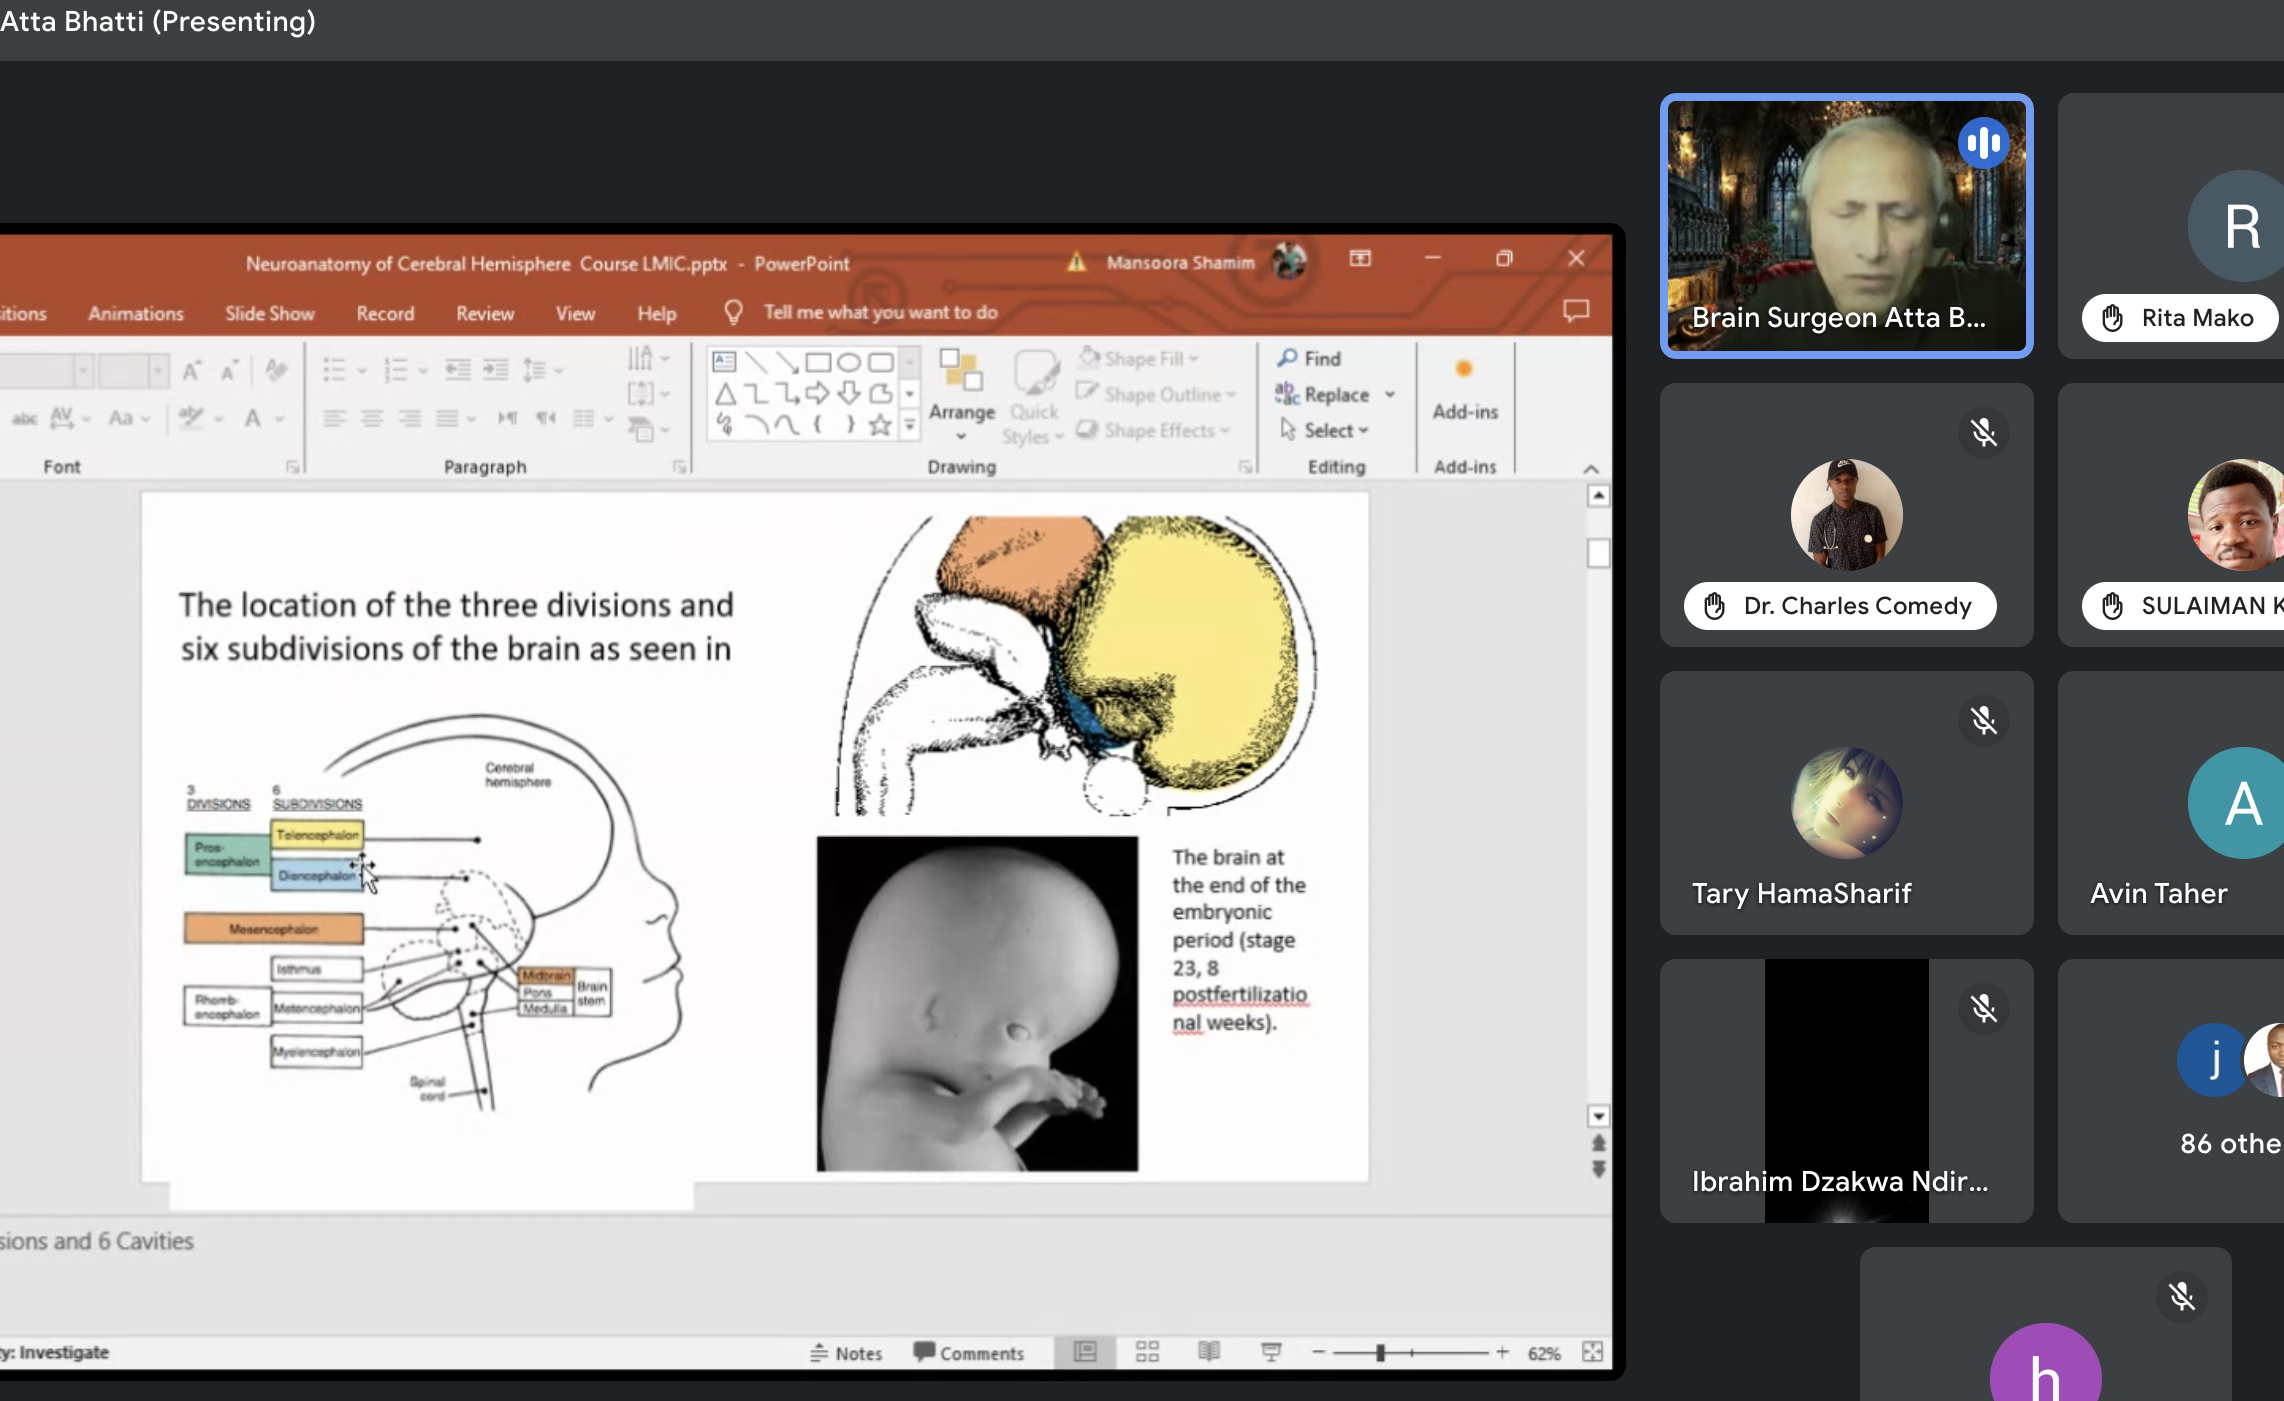 Atta Bhatti (Presenting)
Neuroanatomy of Cerebral Hemisphere Course LMIC.pptx - PowerPoint
Mansoora Shamim
itions
Animations
Slide Show
Record
Review
View
Help
Tell me what you want to do
Shape Fill
Shape Outline
Shape Effects
Arrange
Quick
Styles
Find
Replace
Select
Add-ins
abc
AV
Aa
A
Font
Paragraph
Drawing
Editing
Add-ins
The location of the three divisions and
six subdivisions of the brain as seen in
Cerebral
hemisphere
3
DIVISIONS
6
SUBDIVISIONS
Telencephalon
Pros-
encephalon
Diencephalon
Mesencephalon
Isthmus
Rhomb-
encephalon
Metencephalon
Myelencephalon
Midbrain
Pons
Medulla
Brain
stem
Spinal
cord
The brain at
the end of the
embryonic
period (stage
23, 8
postfertilizatio
nal weeks).
sions and 6 Cavities
ty: Investigate
Notes
Comments
62%
Brain Surgeon Atta B...
R
Rita Mako
Dr. Charles Comedy
SULAIMAN K
Tary HamaSharif
A
Avin Taher
Ibrahim Dzakwa Ndir...
j
86 othe
h